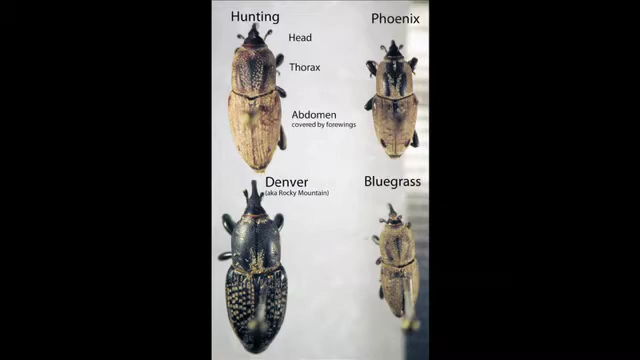 Hunting
Phoenix
Head
Thorax
Abdomen
covered by forewings
Denver
(aka Rocky Mountain)
Bluegrass